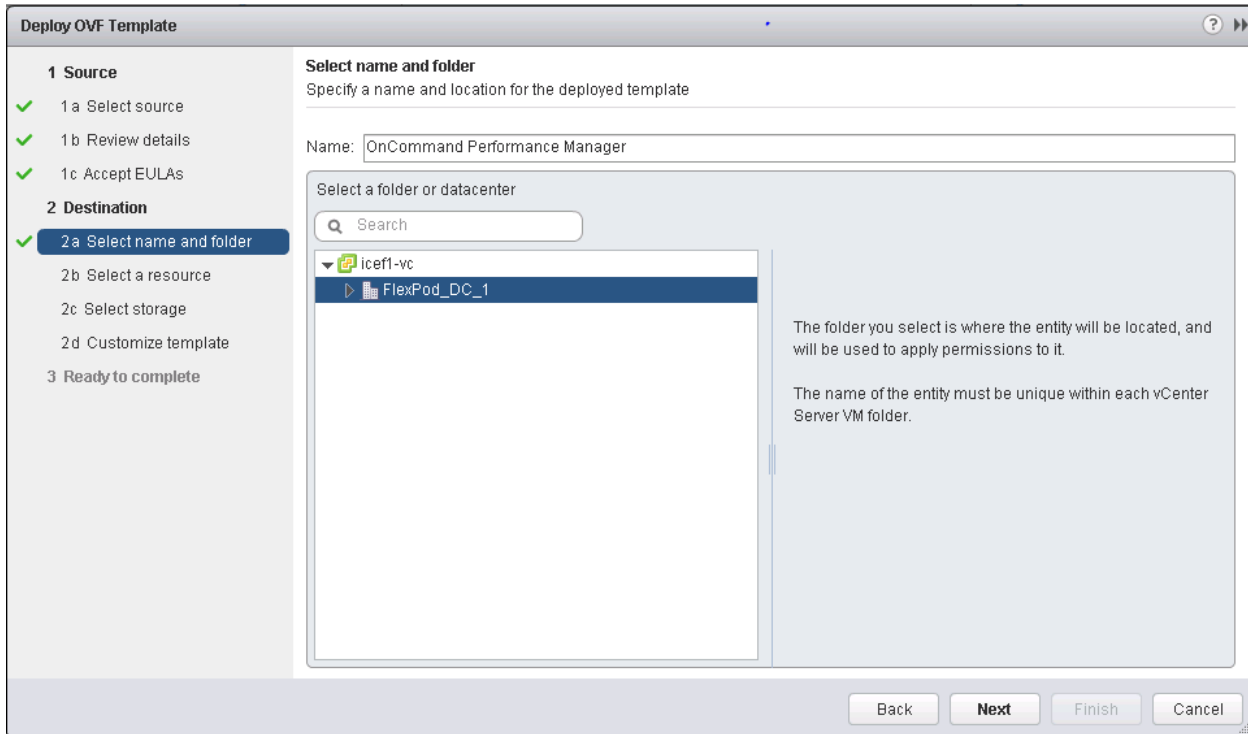 Deploy OVF Template
?
1 Source
1a Select source
1b Review details
1c Accept EULAs
2 Destination
2a Select name and folder
2b Select a resource
2c Select storage
2d Customize template
3 Ready to complete
Select name and folder
Specify a name and location for the deployed template
Name: OnCommand Performance Manager
Select a folder or datacenter
Search
icef1-vc
FlexPod_DC_1
The folder you select is where the entity will be located, and
will be used to apply permissions to it.
The name of the entity must be unique within each vCenter
Server VM folder.
Back Next Finish Cancel